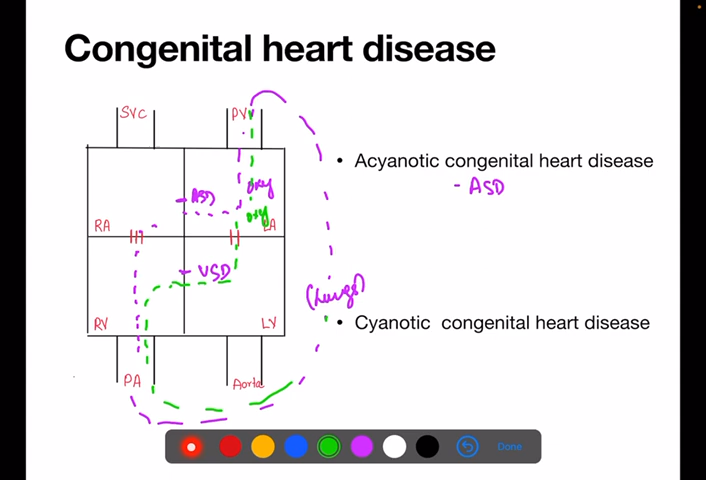 Congenital heart disease
SVC
PV
• Acyanotic congenital heart disease
- ASD
ASD
oxy
oxy
RA
LA
VSD
(Lungs)
• Cyanotic congenital heart disease
RV
LV
PA
Aorta
Done